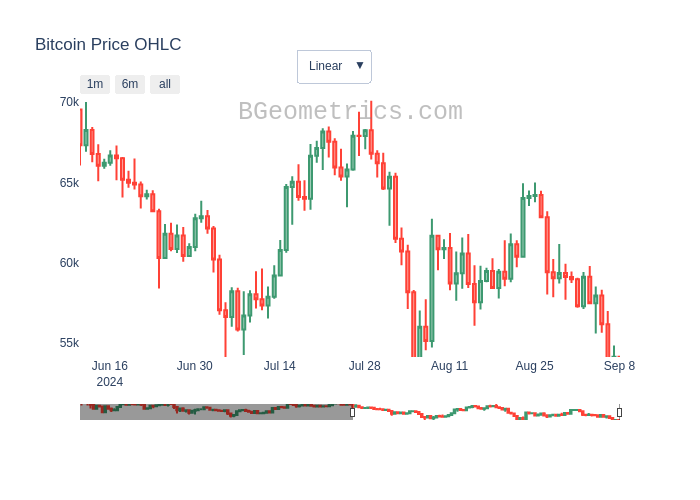 Bitcoin Price OHLC
Linear ▼
1m 6m all
BGeometrics.com
70k
65k
60k
55k
Jun 16 Jun 30 Jul 14 Jul 28 Aug 11 Aug 25 Sep 8
2024